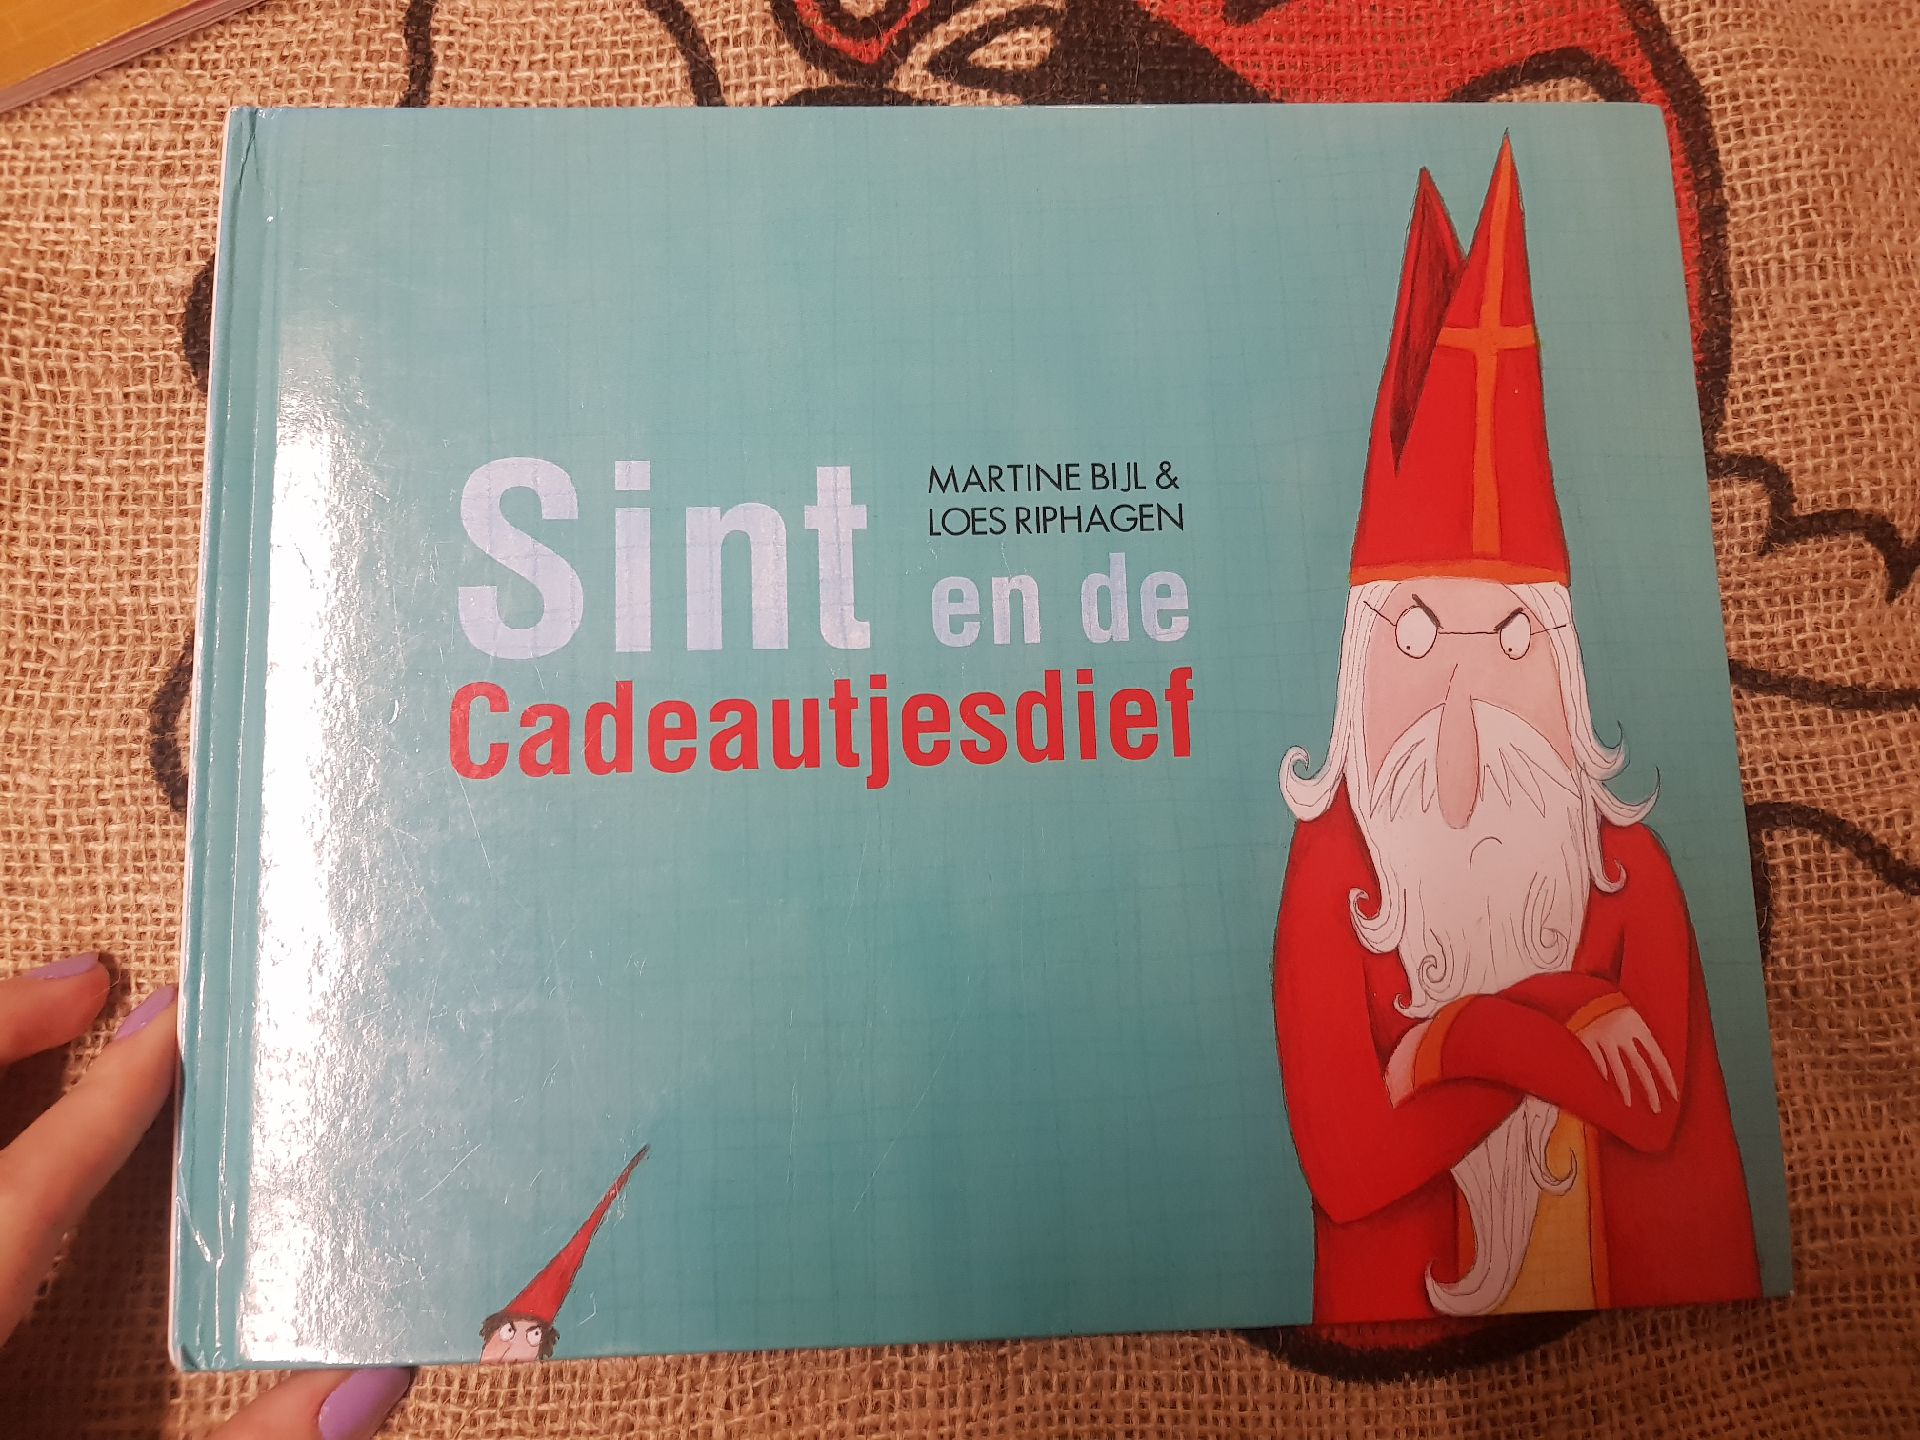 MARTINE BIJL &
LOES RIPHAGEN
Sint en de
Cadeautjesdief